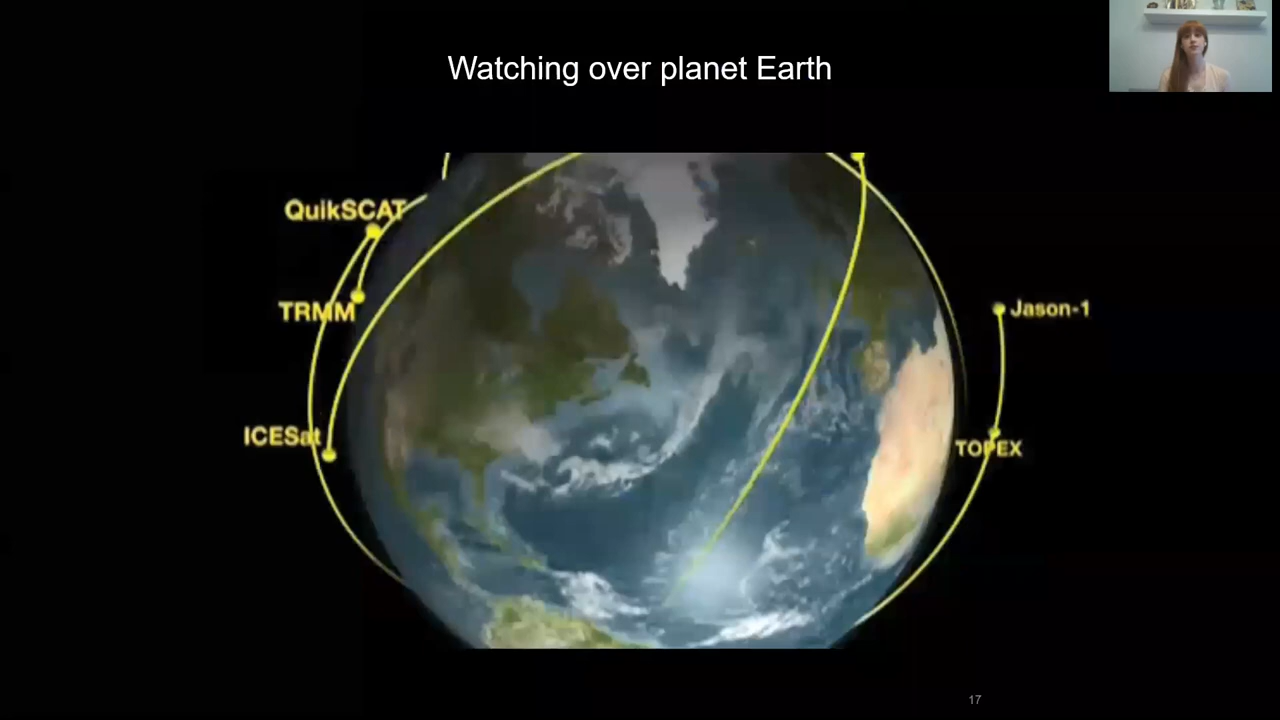 Watching over planet Earth
QuikSCAT
TRMM
Jason-1
ICESat
TOPEX
17